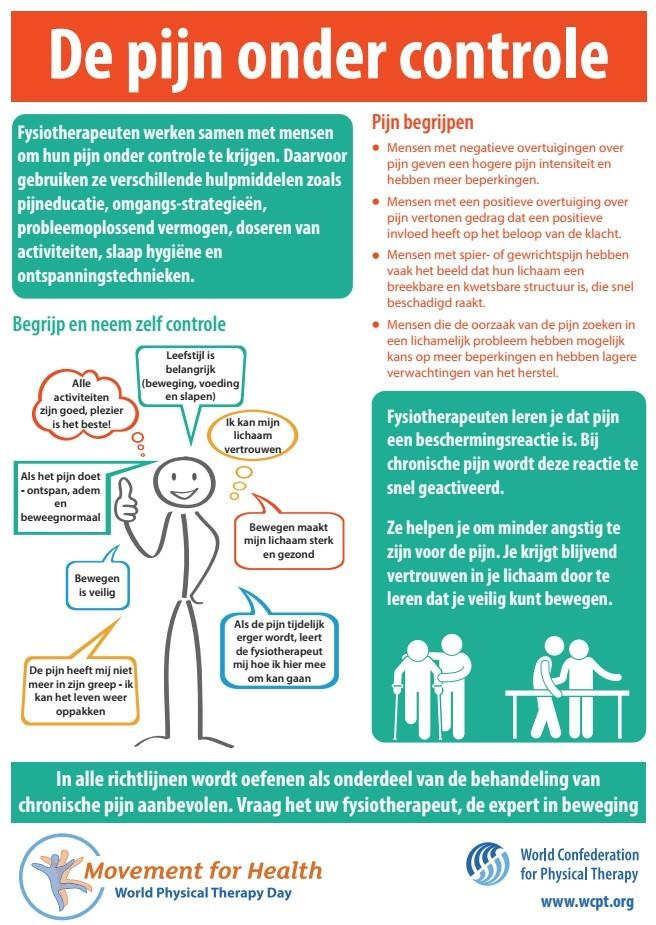 De pijn onder controle
Fysiotherapeuten werken samen met mensen
om hun pijn onder controle te krijgen. Daarvoor
gebruiken ze verschillende hulpmiddelen zoals
pijneducatie, omgangs-strategieën,
probleemoplossend vermogen, doseren van
activiteiten, slaap hygiëne en
ontspanningstechnieken.
Begrijp en neem zelf controle
Leefstijl is
belangrijk
(beweging, voeding
en slapen)
Alle
activiteiten
zijn goed, plezier
is het beste!
Ik kan mijn
lichaam
vertrouwen
Als het pijn doet
- ontspan, adem
en
beweegnormaal
Bewegen maakt
mijn lichaam sterk
en gezond
Bewegen
is veilig
Als de pijn tijdelijk
erger wordt, leert
de fysiotherapeut
mij hoe ik hier mee
om kan gaan
De pijn heeft mij niet
meer in zijn greep - ik
kan het leven weer
oppakken
Pijn begrijpen
• Mensen met negatieve overtuigingen over
pijn geven een hogere pijn intensiteit en
hebben meer beperkingen.
• Mensen met een positieve overtuiging over
pijn vertonen gedrag dat een positieve
invloed heeft op het beloop van de klacht.
• Mensen met spier- of gewrichtspijn hebben
vaak het beeld dat hun lichaam een
breekbare en kwetsbare structuur is, die snel
beschadigd raakt.
• Mensen die de oorzaak van de pijn zoeken in
een lichamelijk probleem hebben mogelijk
kans op meer beperkingen en hebben lagere
verwachtingen van het herstel.
Fysiotherapeuten leren je dat pijn
een beschermingsreactie is. Bij
chronische pijn wordt deze reactie te
snel geactiveerd.
Ze helpen je om minder angstig te
zijn voor de pijn. Je krijgt blijvend
vertrouwen in je lichaam door te
leren dat je veilig kunt bewegen.
In alle richtlijnen wordt oefenen als onderdeel van de behandeling van
chronische pijn aanbevolen. Vraag het uw fysiotherapeut, de expert in beweging
Movement for Health
World Physical Therapy Day
World Confederation
for Physical Therapy
www.wcpt.org